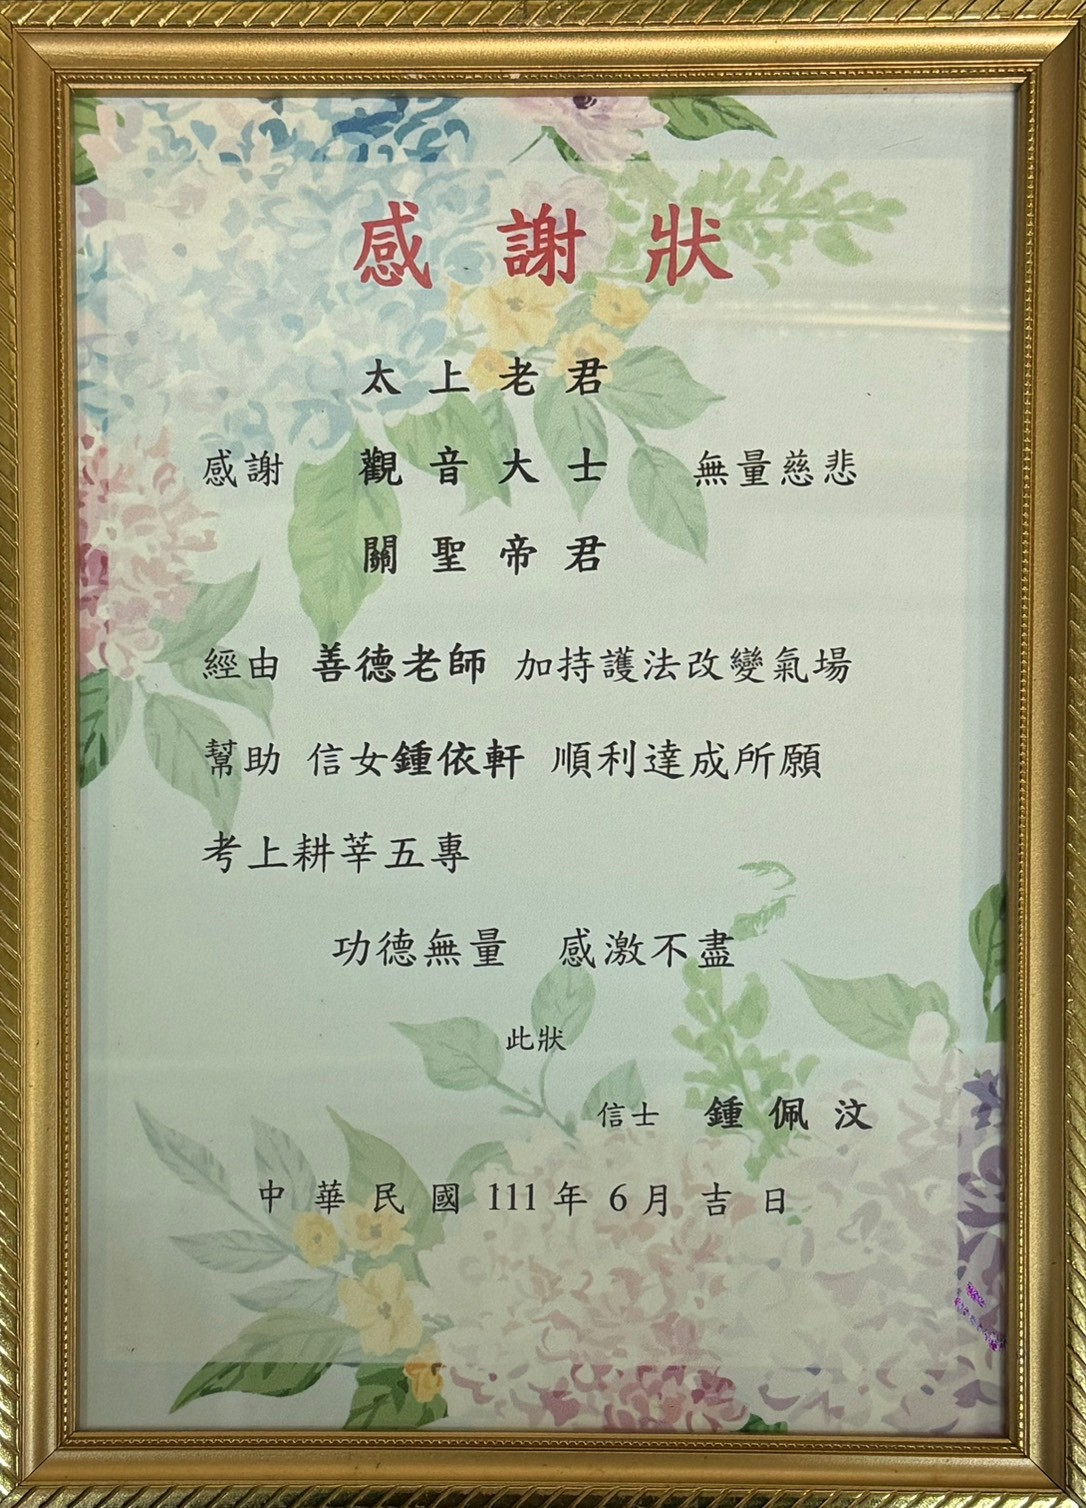 感謝狀
太上老君
感謝 觀音大士 無量慈悲
關聖帝君
經由 善德老師 加持護法改變氣場
幫助 信女鍾依軒 順利達成所願
考上耕莘五專
功德無量 感激不盡
此狀
信士 鍾佩汶
中華民國111年6月吉日